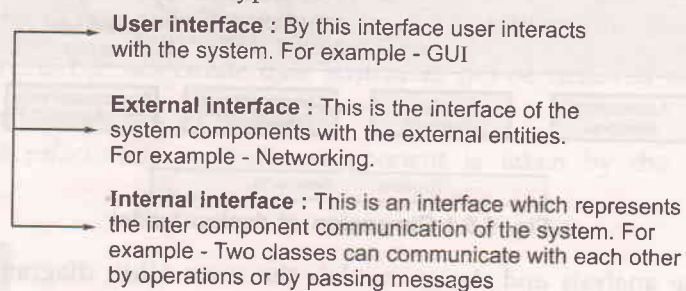 User interface : By this interface user interacts
with the system. For example - GUI
External interface : This is the interface of the
system components with the external entities.
For example - Networking.
Internal interface : This is an interface which represents
the inter component communication of the system. For
example - Two classes can communicate with each other
by operations or by passing messages